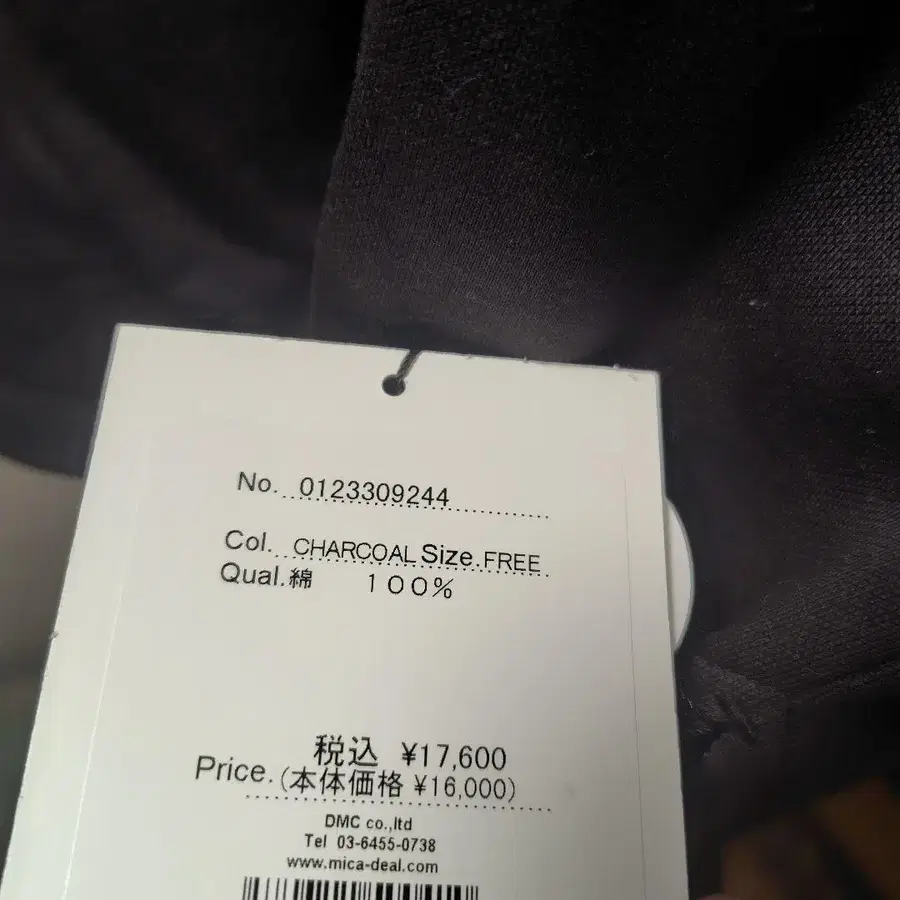 No. 0123309244
Col. CHARCOAL Size. FREE
Qual. 綿 100%
税込 ¥17,600
Price. (本体価格 ¥16,000)
DMC co.,ltd
Tel 03-6455-0738
www.mica-deal.com